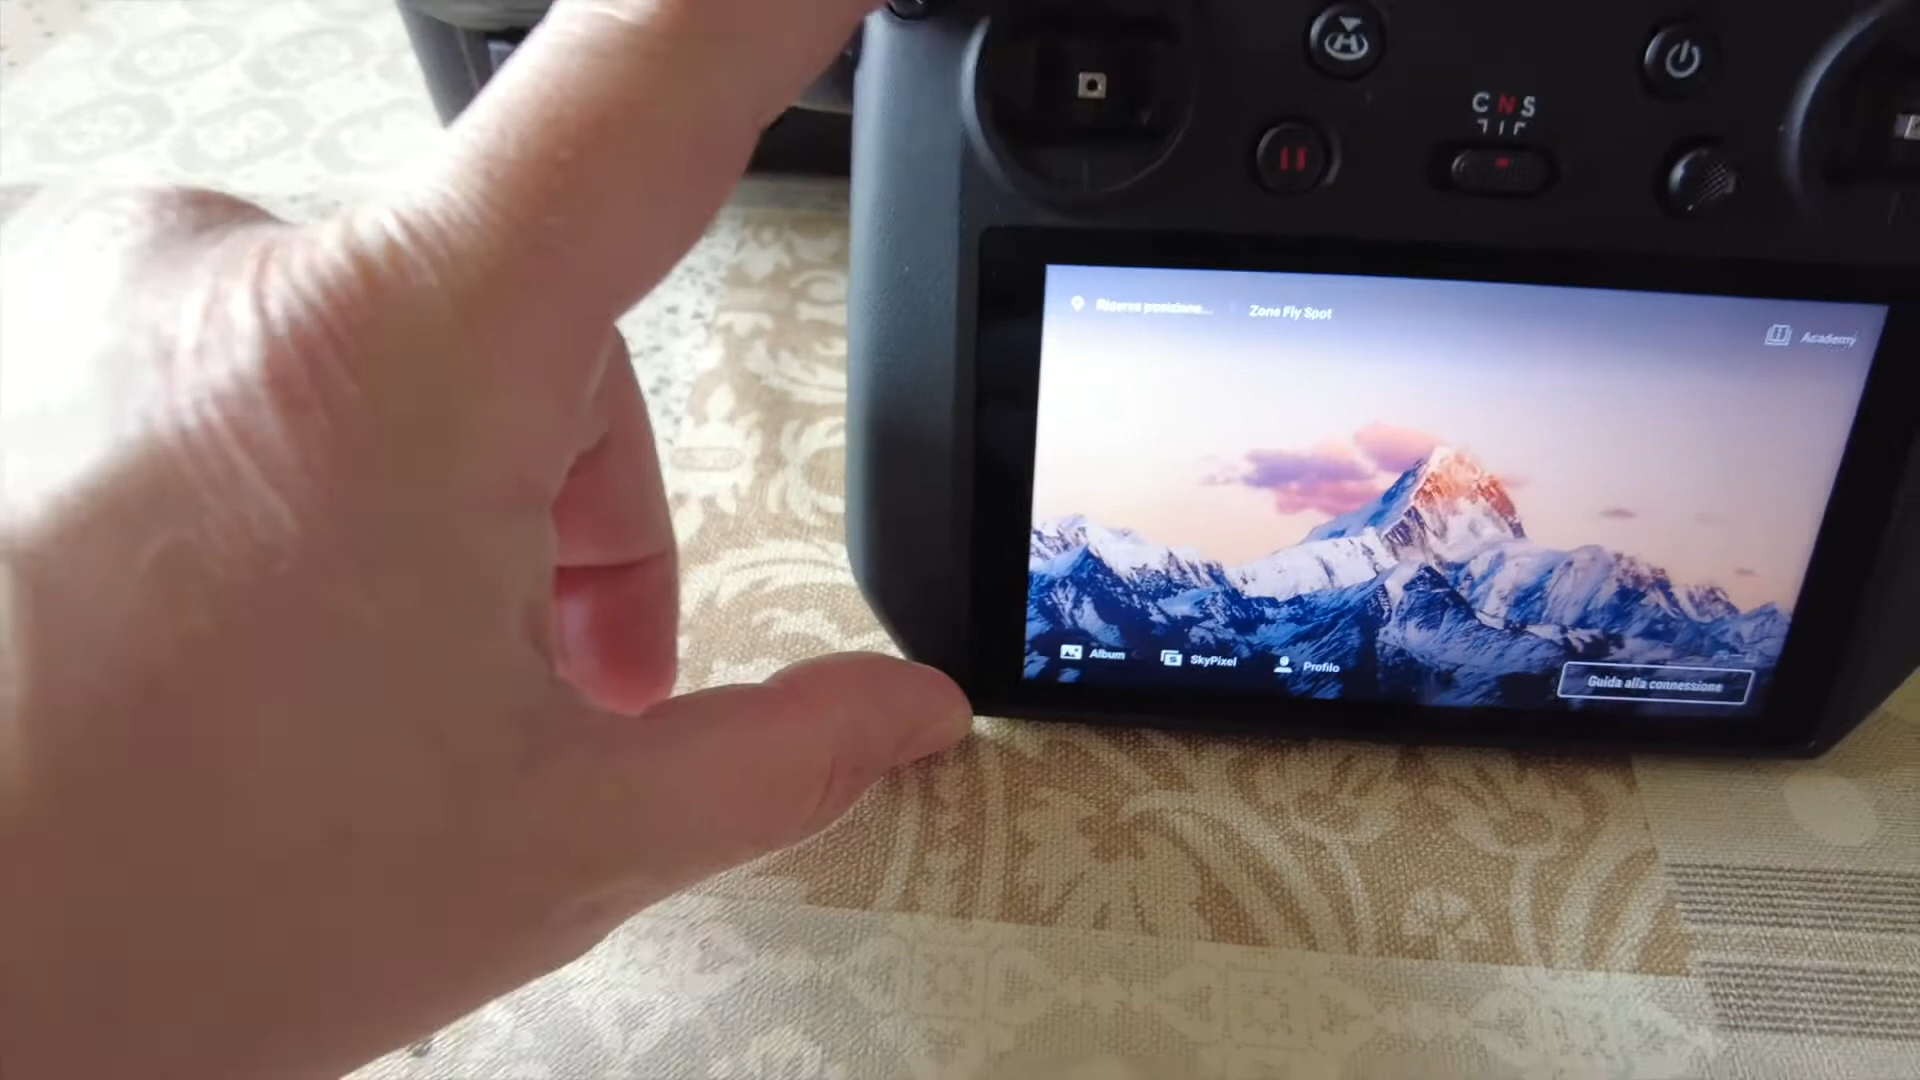 C N S
Zone Fly Spot
Academy
Album
SkyPixel
Profilo
Guida alla connessione